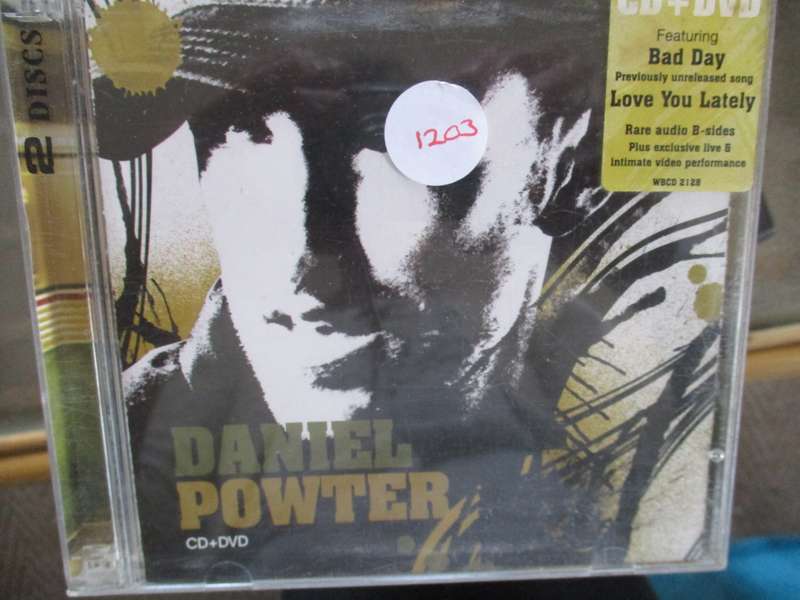 2 DISCS
CD+DVD
Featuring
Bad Day
Previously unreleased song
Love You Lately
Rare audio B-sides
Plus exclusive live &
intimate video performance
WBCD 2128
1203
DANIEL
POWTER
CD+DVD